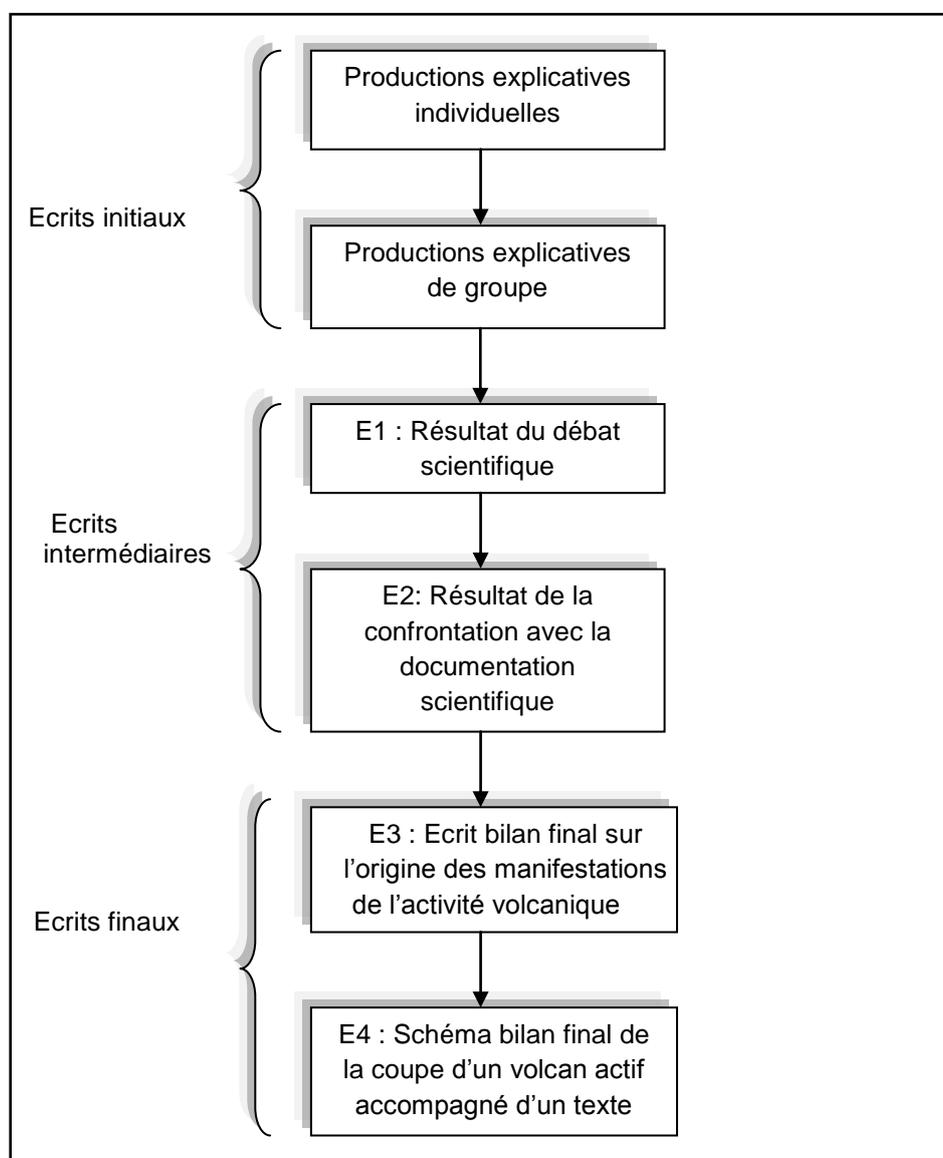 Productions explicatives
individuelles
Ecrits initiaux
Productions explicatives
de groupe
E1 : Résultat du débat
scientifique
Ecrits
intermédiaires
E2: Résultat de la
confrontation avec la
documentation
scientifique
E3 : Ecrit bilan final sur
l’origine des manifestations
de l’activité volcanique
Ecrits finaux
E4 : Schéma bilan final de
la coupe d’un volcan actif
accompagné d’un texte